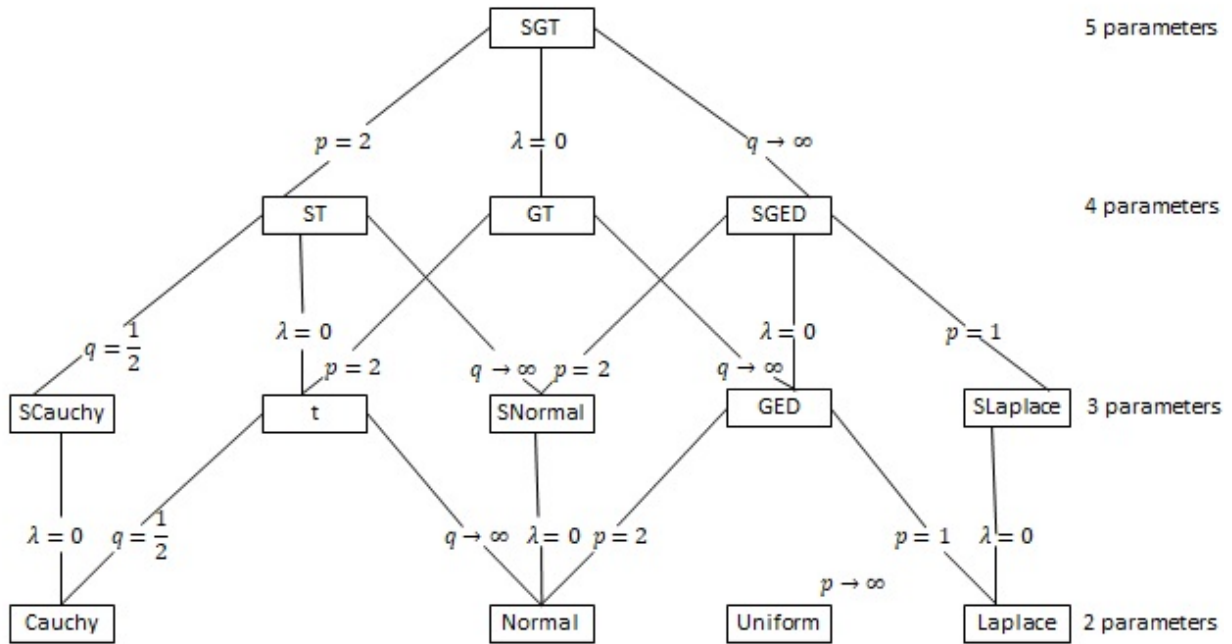 SGT 5 parameters
p = 2 λ = 0 q → ∞
ST GT SGED 4 parameters
q = 1/2 λ = 0 p = 2 q → ∞ p = 2 q → ∞ λ = 0 p = 1
SCauchy t SNormal GED SLaplace 3 parameters
λ = 0 q = 1/2 q → ∞ λ = 0 p = 2 p = 1 λ = 0
p → ∞
Cauchy Normal Uniform Laplace 2 parameters